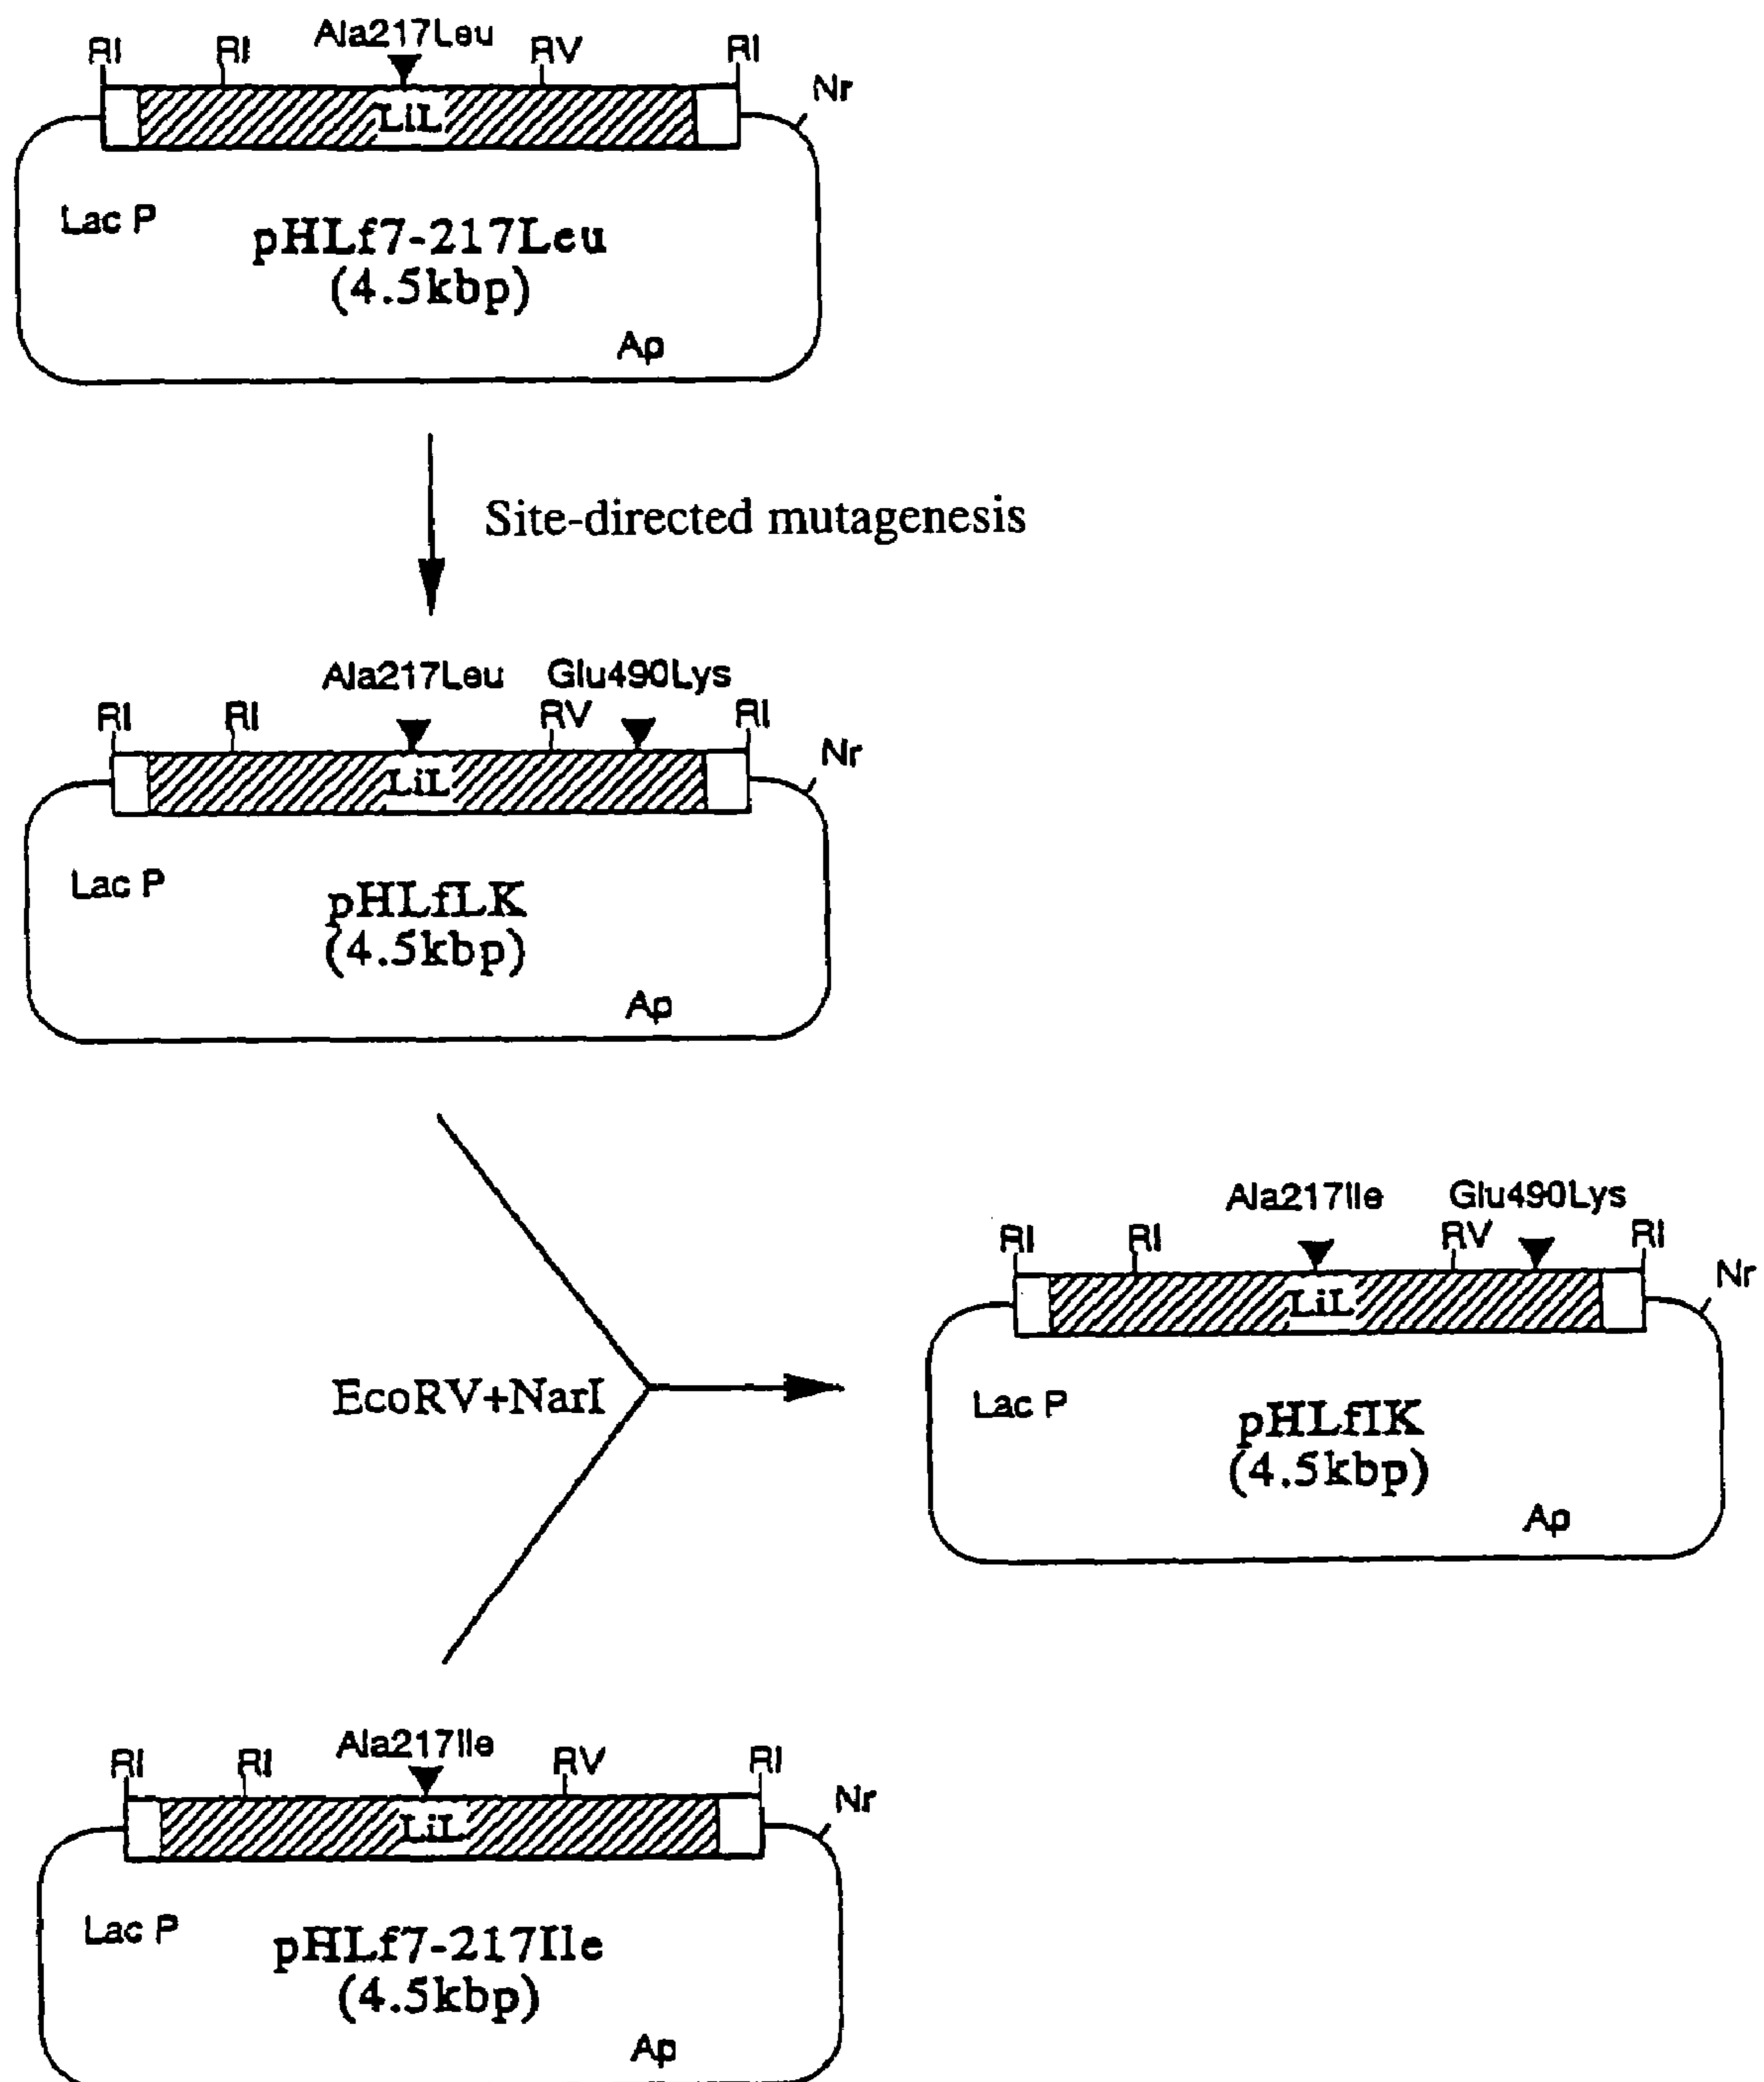 Ala217Leu
RI RI RV RI
Nr
LiL
Lac P
pHLf7-217Leu
(4.5kbp)
Ap
Site-directed mutagenesis
Ala217Leu Glu490Lys
RI RI RV RI
Nr
LiL
Lac P
pHLfLK
(4.5kbp)
Ap
Ala217Ile Glu490Lys
RI RI RV RI
Nr
LiL
EcoRV+NarI
Lac P
pHLfIK
(4.5kbp)
Ap
Ala217Ile
RI RI RV RI
Nr
LiL
Lac P
pHLf7-217Ile
(4.5kbp)
Ap